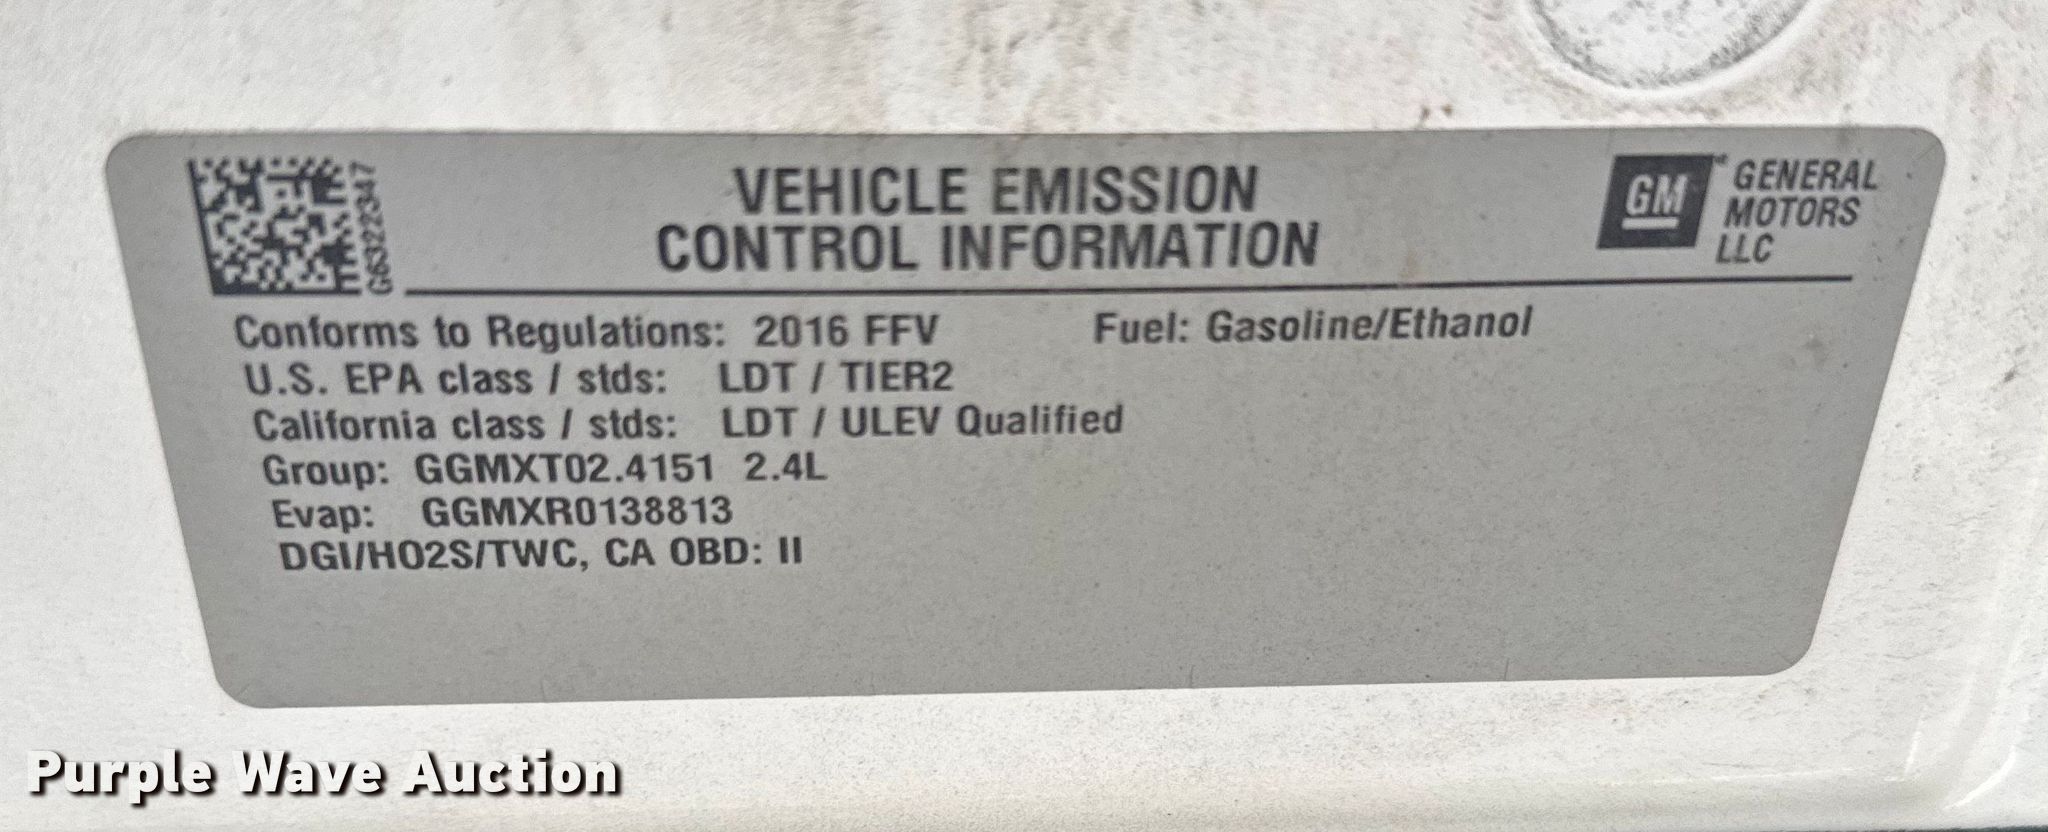 G6322347
VEHICLE EMISSION
CONTROL INFORMATION
GM
GENERAL
MOTORS
LLC
Conforms to Regulations: 2016 FFV Fuel: Gasoline/Ethanol
U.S. EPA class / stds: LDT / TIER2
California class / stds: LDT / ULEV Qualified
Group: GGMXT02.4151 2.4L
Evap: GGMXR0138813
DGI/HO2S/TWC, CA OBD: II
Purple Wave Auction